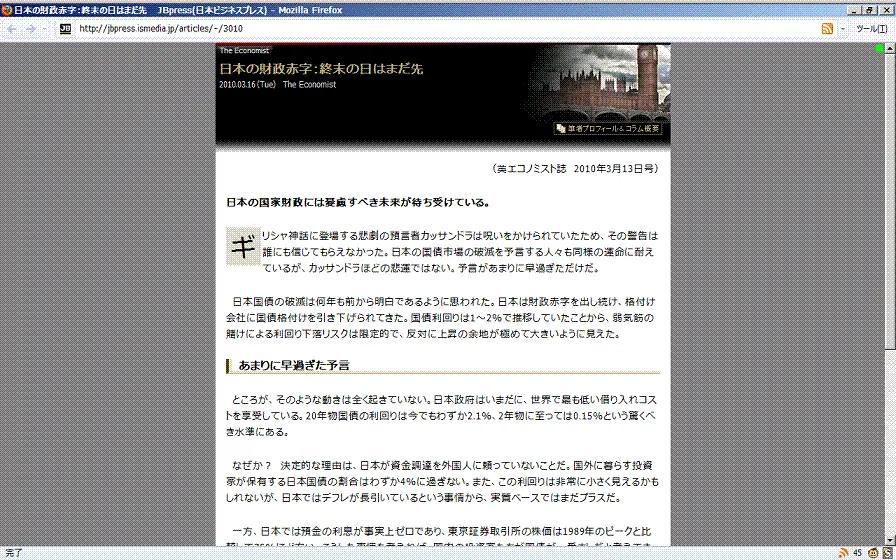 日本の財政赤字：終末の日はまだ先　JBpress(日本ビジネスプレス) - Mozilla Firefox
http://jbpress.ismedia.jp/articles/-/3010
ツール(T)
The Economist
日本の財政赤字：終末の日はまだ先
2010.03.16(Tue)　The Economist
筆者プロフィール&コラム概要
（英エコノミスト誌　2010年3月13日号）
日本の国家財政には憂慮すべき未来が待ち受けている。
ギリシャ神話に登場する悲劇の預言者カッサンドラは呪いをかけられていたため、その警告は
誰にも信じてもらえなかった。日本の国債市場の破滅を予言する人々も同様の運命に耐え
ているが、カッサンドラほどの悲運ではない。予言があまりに早過ぎただけだ。
日本国債の破滅は何年も前から明白であるように思われた。日本は財政赤字を出し続け、格付け
会社に国債格付けを引き下げられてきた。国債利回りは1～2%で推移していたことから、弱気筋の
賭けによる利回り下落リスクは限定的で、反対に上昇の余地が極めて大きいように見えた。
あまりに早過ぎた予言
ところが、そのような動きは全く起きていない。日本政府はいまだに、世界で最も低い借り入れコス
トを享受している。20年物国債の利回りは今でもわずか2.1%、2年物に至っては0.15%という驚くべ
き水準にある。
なぜか？　決定的な理由は、日本が資金調達を外国人に頼っていないことだ。国外に暮らす投資
家が保有する日本国債の割合はわずか4%に過ぎない。また、この利回りは非常に小さく見えるかも
しれないが、日本ではデフレが長引いているという事情から、実質ベースではまだプラスだ。
一方、日本では預金の利息が事実上ゼロであり、東京証券取引所の株価は1989年のピークと比
完了
45